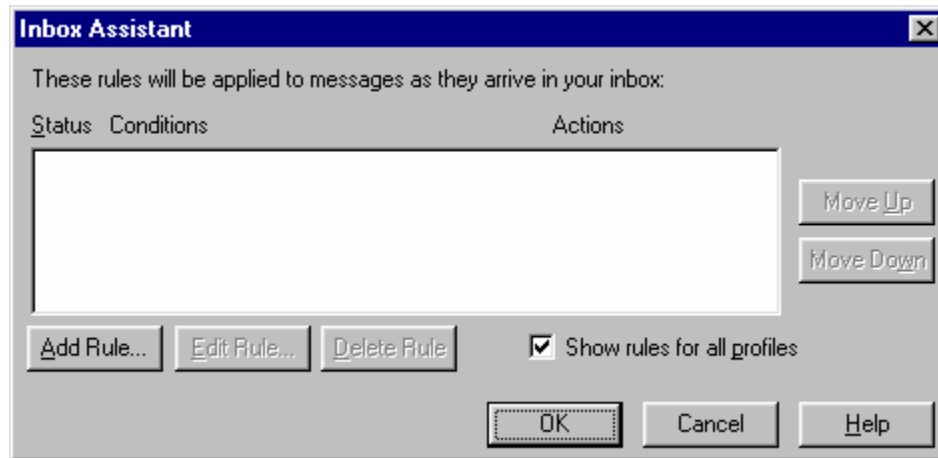 Inbox Assistant
These rules will be applied to messages as they arrive in your inbox:
Status Conditions Actions
Move Up
Move Down
Add Rule... Edit Rule... Delete Rule Show rules for all profiles
OK Cancel Help